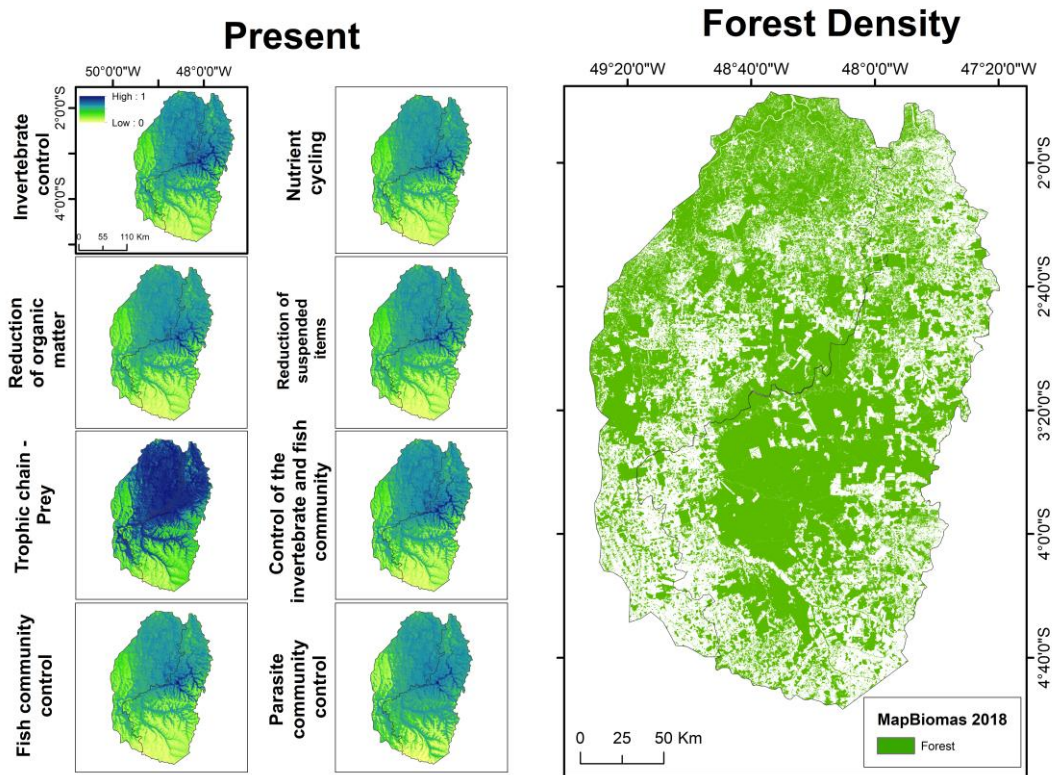 Present
50°0'0"W
48°0'0"W
2°0'0"S
4°0'0"S
High : 1
Low : 0
0 55 110 Km
Invertebrate
control
Nutrient
cycling
Reduction
of organic
matter
Reduction of
suspended
items
Trophic chain -
Prey
Control of the
invertebrate and fish
community
Fish community
control
Parasite
community
control
Forest Density
49°20'0"W
48°40'0"W
48°0'0"W
47°20'0"W
2°0'0"S
2°40'0"S
3°20'0"S
4°0'0"S
4°40'0"S
0 25 50 Km
MapBiomas 2018
Forest